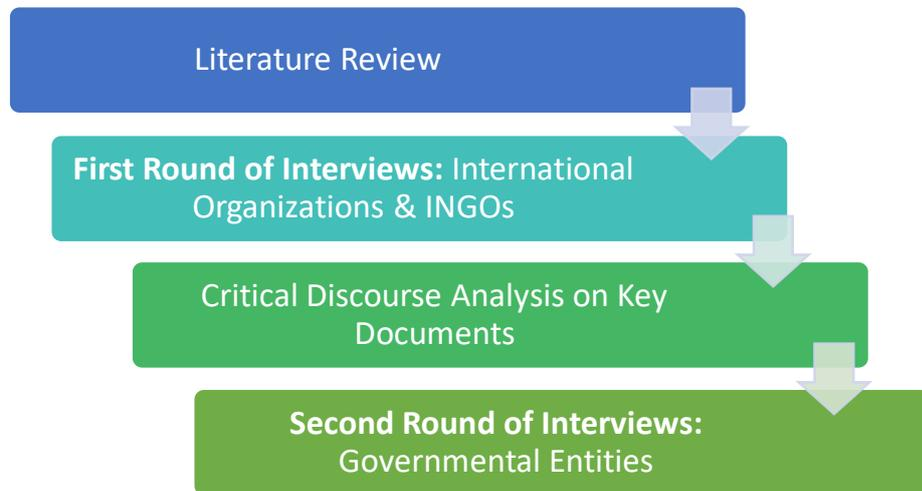 Literature Review
First Round of Interviews: International
Organizations & INGOs
Critical Discourse Analysis on Key
Documents
Second Round of Interviews:
Governmental Entities